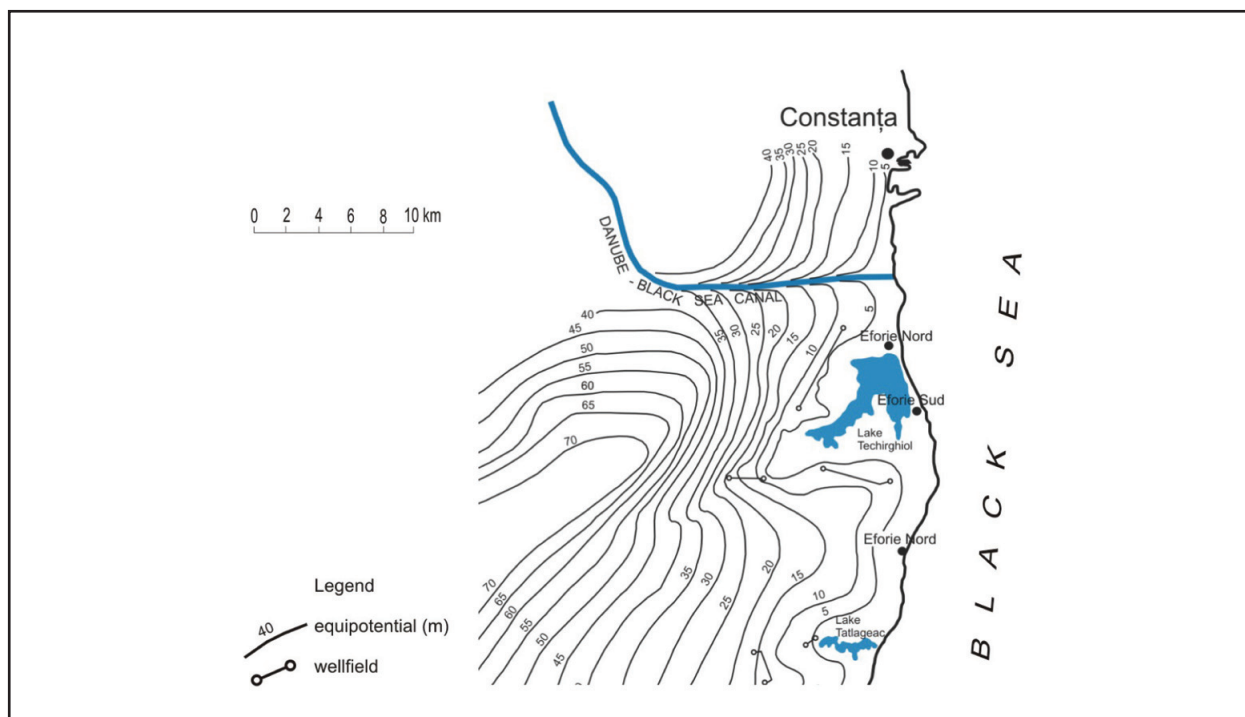 Constanța
40
35
30
25
20
15
10
5
0 2 4 6 8 10 km
DANUBE
- BLACK SEA CANAL
40
45
50
55
60
65
70
35
30
25
20
15
10
5
Eforie Nord
Eforie Sud
Lake
Techirghiol
BLACK SEA
Eforie Nord
70
65
60
55
50
45
35
30
25
20
15
10
5
Lake
Tatlageac
Legend
40 equipotential (m)
wellfield